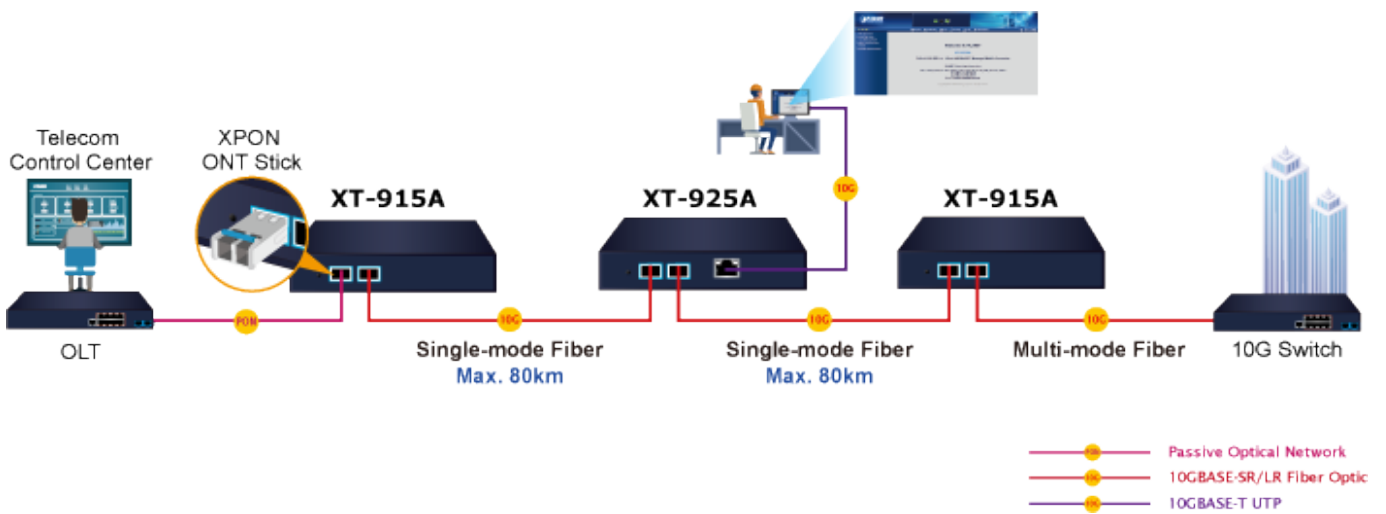 Telecom
Control Center
XPON
ONT Stick
XT-915A
XT-925A
XT-915A
10G
PON
10G
10G
10G
OLT
Single-mode Fiber
Max. 80km
Single-mode Fiber
Max. 80km
Multi-mode Fiber
10G Switch
PON
Passive Optical Network
10G
10GBASE-SR/LR Fiber Optic
10G
10GBASE-T UTP